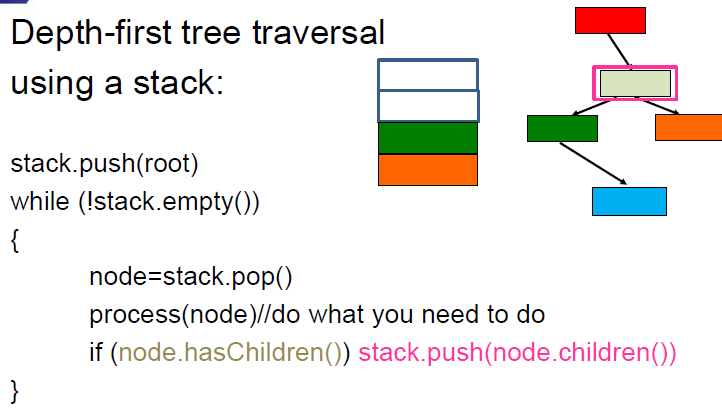 Depth-first tree traversal
using a stack:
stack.push(root)
while (!stack.empty())
{
node=stack.pop()
process(node)//do what you need to do
if (node.hasChildren()) stack.push(node.children())
}